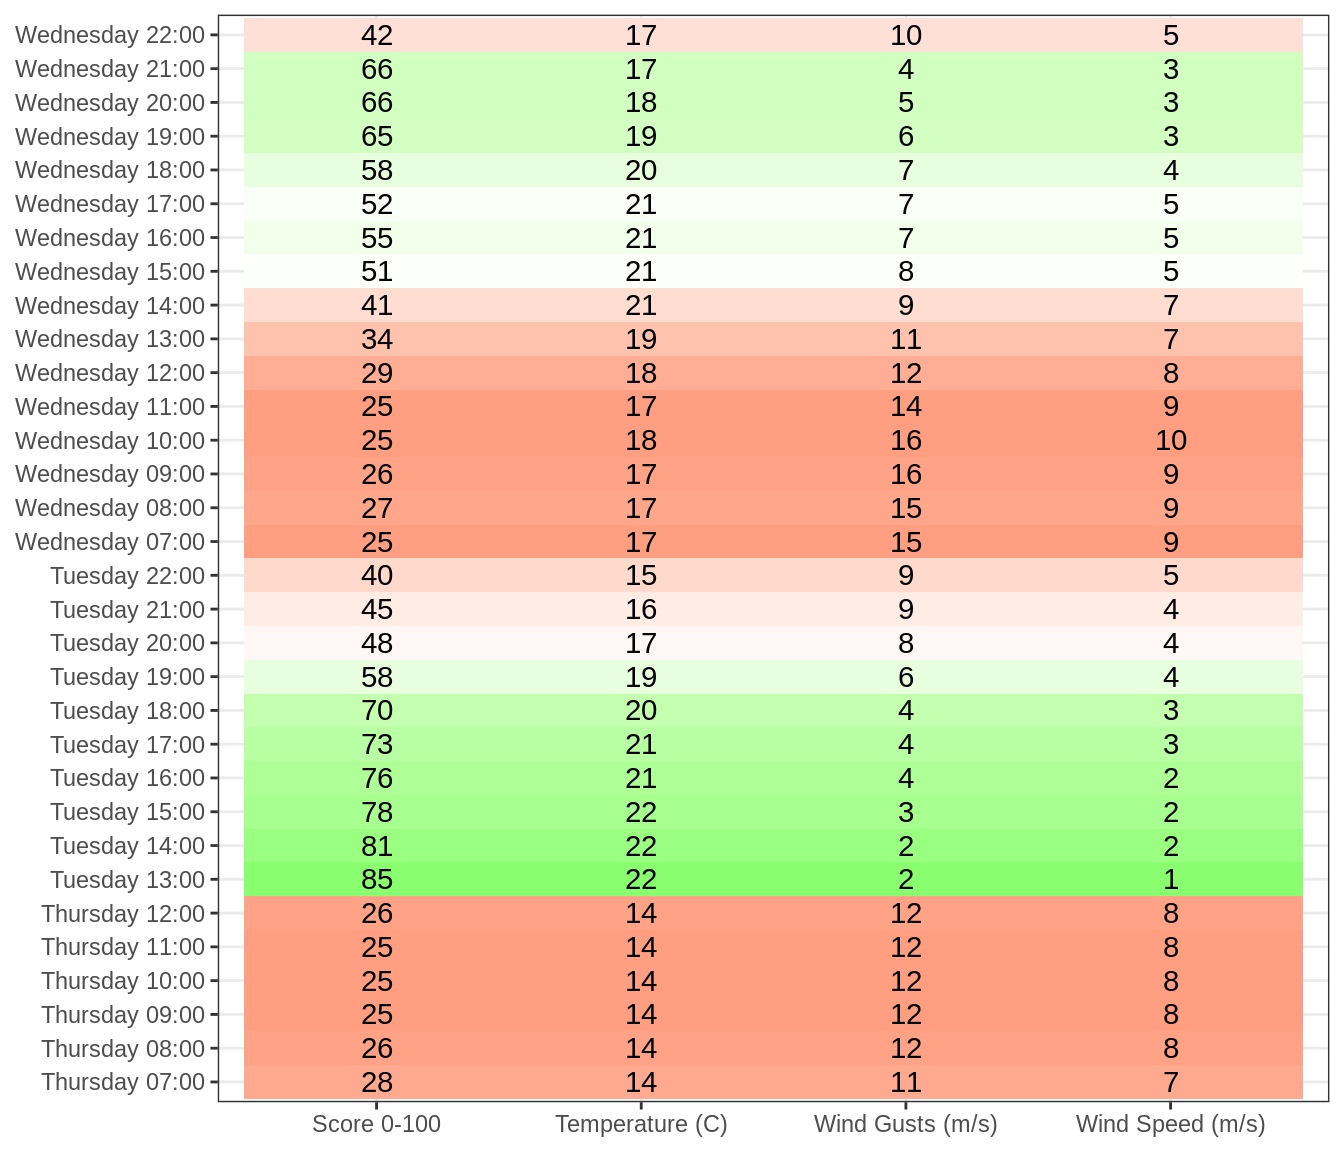 Wednesday 22:00 42 17 10 5
Wednesday 21:00 66 17 4 3
Wednesday 20:00 66 18 5 3
Wednesday 19:00 65 19 6 3
Wednesday 18:00 58 20 7 4
Wednesday 17:00 52 21 7 5
Wednesday 16:00 55 21 7 5
Wednesday 15:00 51 21 8 5
Wednesday 14:00 41 21 9 7
Wednesday 13:00 34 19 11 7
Wednesday 12:00 29 18 12 8
Wednesday 11:00 25 17 14 9
Wednesday 10:00 25 18 16 10
Wednesday 09:00 26 17 16 9
Wednesday 08:00 27 17 15 9
Wednesday 07:00 25 17 15 9
Tuesday 22:00 40 15 9 5
Tuesday 21:00 45 16 9 4
Tuesday 20:00 48 17 8 4
Tuesday 19:00 58 19 6 4
Tuesday 18:00 70 20 4 3
Tuesday 17:00 73 21 4 3
Tuesday 16:00 76 21 4 2
Tuesday 15:00 78 22 3 2
Tuesday 14:00 81 22 2 2
Tuesday 13:00 85 22 2 1
Thursday 12:00 26 14 12 8
Thursday 11:00 25 14 12 8
Thursday 10:00 25 14 12 8
Thursday 09:00 25 14 12 8
Thursday 08:00 26 14 12 8
Thursday 07:00 28 14 11 7
Score 0-100 Temperature (C) Wind Gusts (m/s) Wind Speed (m/s)